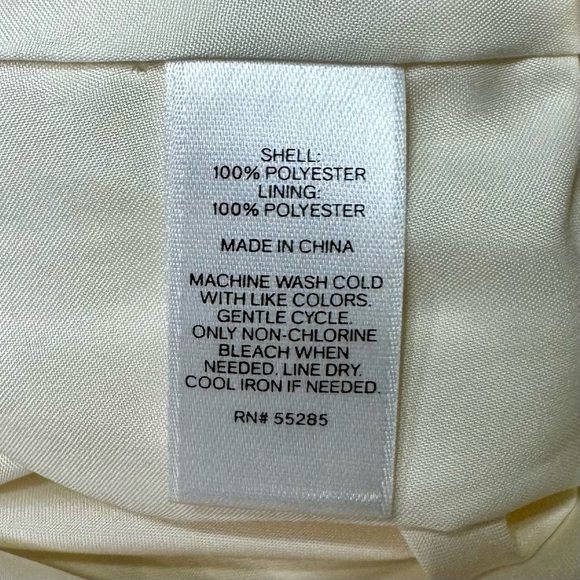 SHELL:
100% POLYESTER
LINING:
100% POLYESTER
MADE IN CHINA
MACHINE WASH COLD
WITH LIKE COLORS.
GENTLE CYCLE.
ONLY NON-CHLORINE
BLEACH WHEN
NEEDED. LINE DRY.
COOL IRON IF NEEDED.
RN# 55285